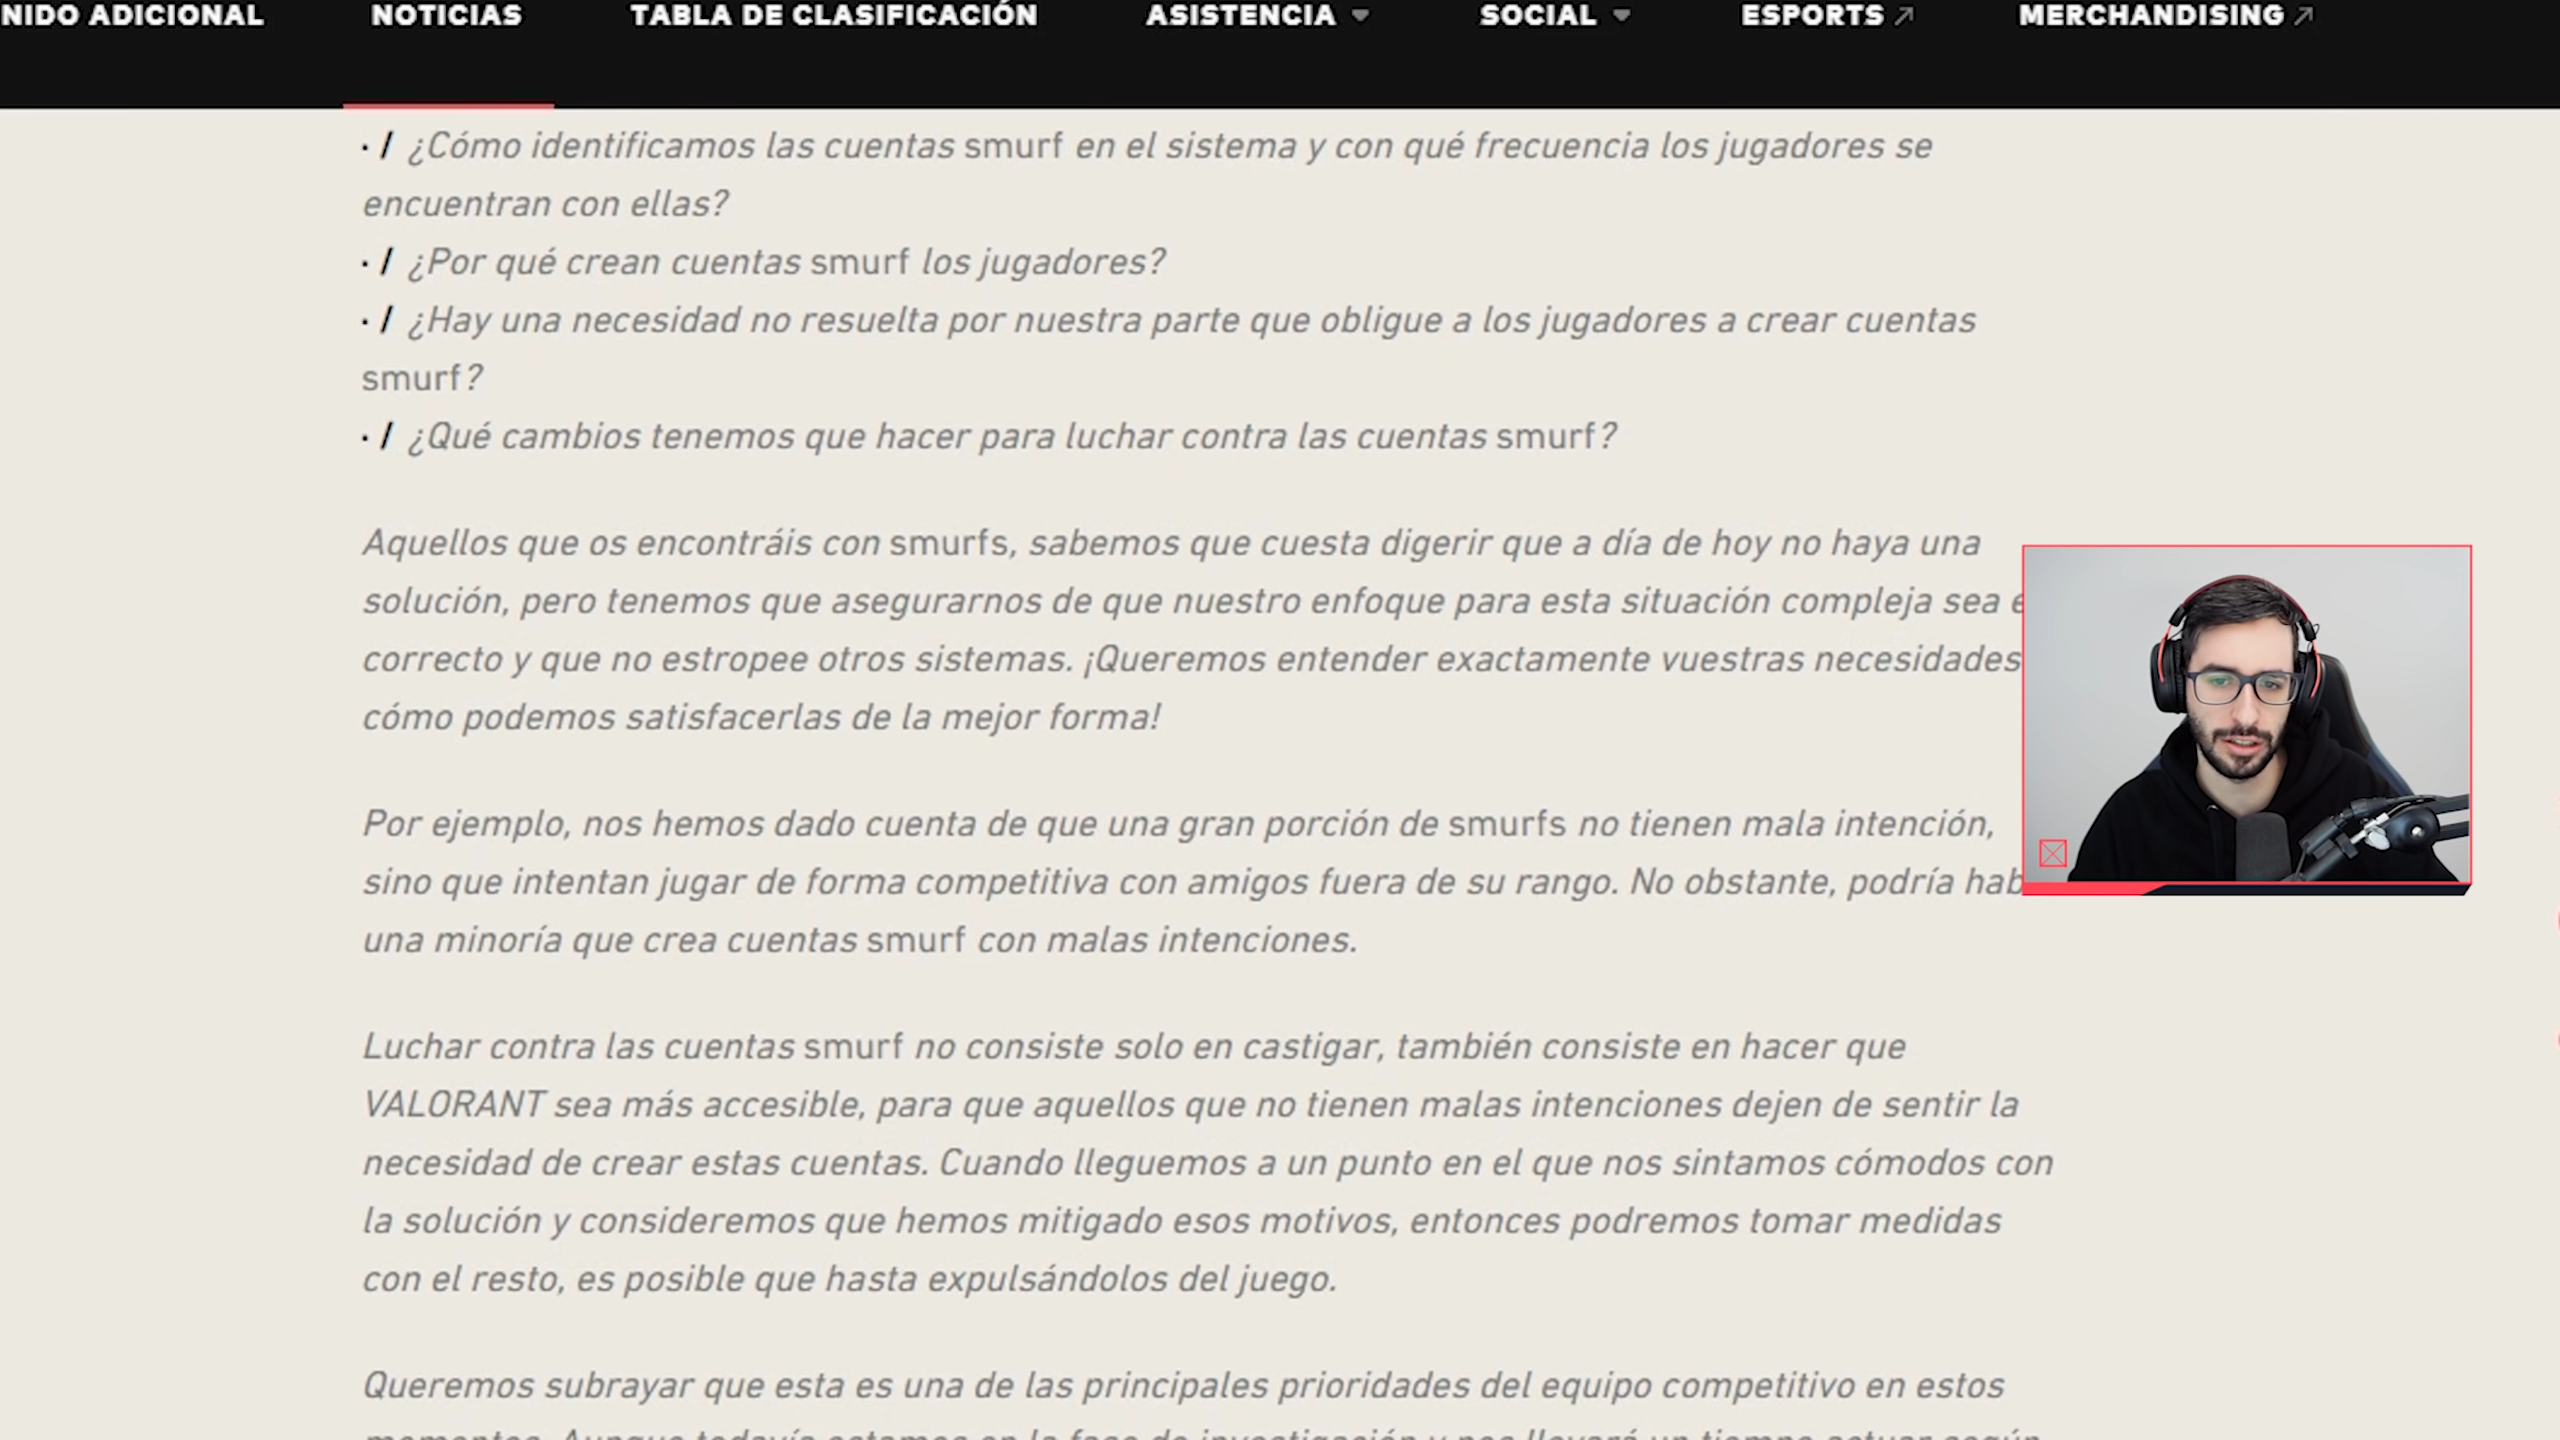 NIDO ADICIONAL NOTICIAS TABLA DE CLASIFICACIÓN ASISTENCIA SOCIAL ESPORTS MERCHANDISING
· / ¿Cómo identificamos las cuentas smurf en el sistema y con qué frecuencia los jugadores se
encuentran con ellas?
· / ¿Por qué crean cuentas smurf los jugadores?
· / ¿Hay una necesidad no resuelta por nuestra parte que obligue a los jugadores a crear cuentas
smurf?
· / ¿Qué cambios tenemos que hacer para luchar contra las cuentas smurf?
Aquellos que os encontráis con smurfs, sabemos que cuesta digerir que a día de hoy no haya una
solución, pero tenemos que asegurarnos de que nuestro enfoque para esta situación compleja sea
correcto y que no estropee otros sistemas. ¡Queremos entender exactamente vuestras necesidades
cómo podemos satisfacerlas de la mejor forma!
Por ejemplo, nos hemos dado cuenta de que una gran porción de smurfs no tienen mala intención,
sino que intentan jugar de forma competitiva con amigos fuera de su rango. No obstante, podría hab
una minoría que crea cuentas smurf con malas intenciones.
Luchar contra las cuentas smurf no consiste solo en castigar, también consiste en hacer que
VALORANT sea más accesible, para que aquellos que no tienen malas intenciones dejen de sentir la
necesidad de crear estas cuentas. Cuando lleguemos a un punto en el que nos sintamos cómodos con
la solución y consideremos que hemos mitigado esos motivos, entonces podremos tomar medidas
con el resto, es posible que hasta expulsándolos del juego.
Queremos subrayar que esta es una de las principales prioridades del equipo competitivo en estos